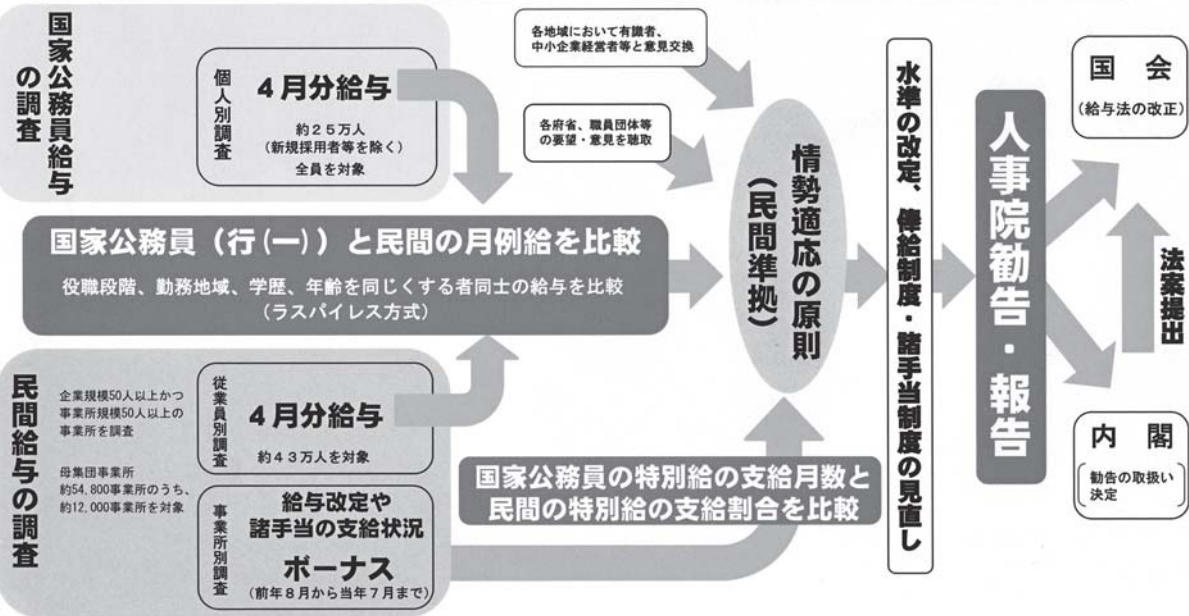 国家公務員給与
の調査
個人別調査
４月分給与
約２５万人
（新規採用者等を除く）
全員を対象
各地域において有識者、
中小企業経営者等と意見交換
各府省、職員団体等
の要望・意見を聴取
国家公務員（行(一)）と民間の月例給を比較
役職段階、勤務地域、学歴、年齢を同じくする者同士の給与を比較
（ラスパイレス方式）
民間給与の調査
企業規模50人以上かつ
事業所規模50人以上の
事業所を調査
母集団事業所
約54,800事業所のうち、
約12,000事業所を対象
従業員別調査
４月分給与
約４３万人を対象
事業所別調査
給与改定や
諸手当の支給状況
ボーナス
（前年８月から当年７月まで）
国家公務員の特別給の支給月数と
民間の特別給の支給割合を比較
情勢適応の原則
（民間準拠）
水準の改定、俸給制度・諸手当制度の見直し
人事院勧告・報告
国　会
（給与法の改正）
法案提出
内　閣
勧告の取扱い
決定